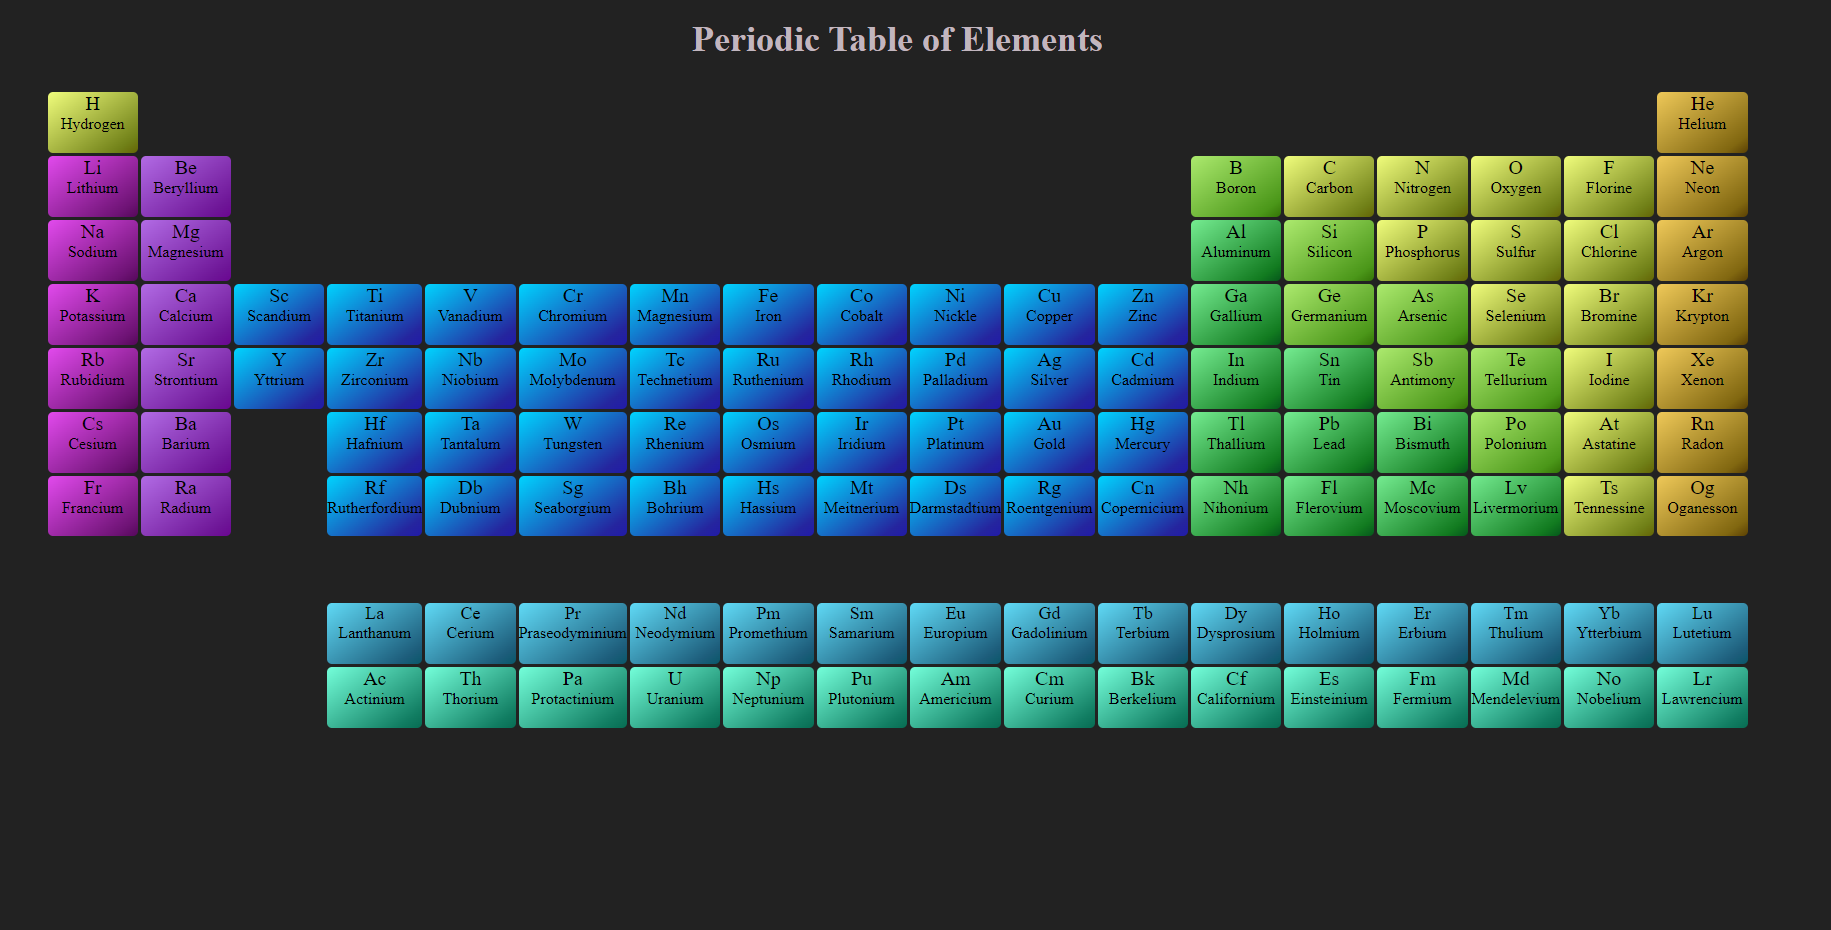 Periodic Table of Elements
H He
Hydrogen Helium
Li Be B C N O F Ne
Lithium Beryllium Boron Carbon Nitrogen Oxygen Florine Neon
Na Mg Al Si P S Cl Ar
Sodium Magnesium Aluminum Silicon Phosphorus Sulfur Chlorine Argon
K Ca Sc Ti V Cr Mn Fe Co Ni Cu Zn Ga Ge As Se Br Kr
Potassium Calcium Scandium Titanium Vanadium Chromium Magnesium Iron Cobalt Nickle Copper Zinc Gallium Germanium Arsenic Selenium Bromine Krypton
Rb Sr Y Zr Nb Mo Tc Ru Rh Pd Ag Cd In Sn Sb Te I Xe
Rubidium Strontium Yttrium Zirconium Niobium Molybdenum Technetium Ruthenium Rhodium Palladium Silver Cadmium Indium Tin Antimony Tellurium Iodine Xenon
Cs Ba Hf Ta W Re Os Ir Pt Au Hg Tl Pb Bi Po At Rn
Cesium Barium Hafnium Tantalum Tungsten Rhenium Osmium Iridium Platinum Gold Mercury Thallium Lead Bismuth Polonium Astatine Radon
Fr Ra Rf Db Sg Bh Hs Mt Ds Rg Cn Nh Fl Mc Lv Ts Og
Francium Radium Rutherfordium Dubnium Seaborgium Bohrium Hassium Meitnerium Darmstadtium Roentgenium Copernicium Nihonium Flerovium Moscovium Livermorium Tennessine Oganesson
La Ce Pr Nd Pm Sm Eu Gd Tb Dy Ho Er Tm Yb Lu
Lanthanum Cerium Praseodyminium Neodymium Promethium Samarium Europium Gadolinium Terbium Dysprosium Holmium Erbium Thulium Ytterbium Lutetium
Ac Th Pa U Np Pu Am Cm Bk Cf Es Fm Md No Lr
Actinium Thorium Protactinium Uranium Neptunium Plutonium Americium Curium Berkelium Californium Einsteinium Fermium Mendelevium Nobelium Lawrencium